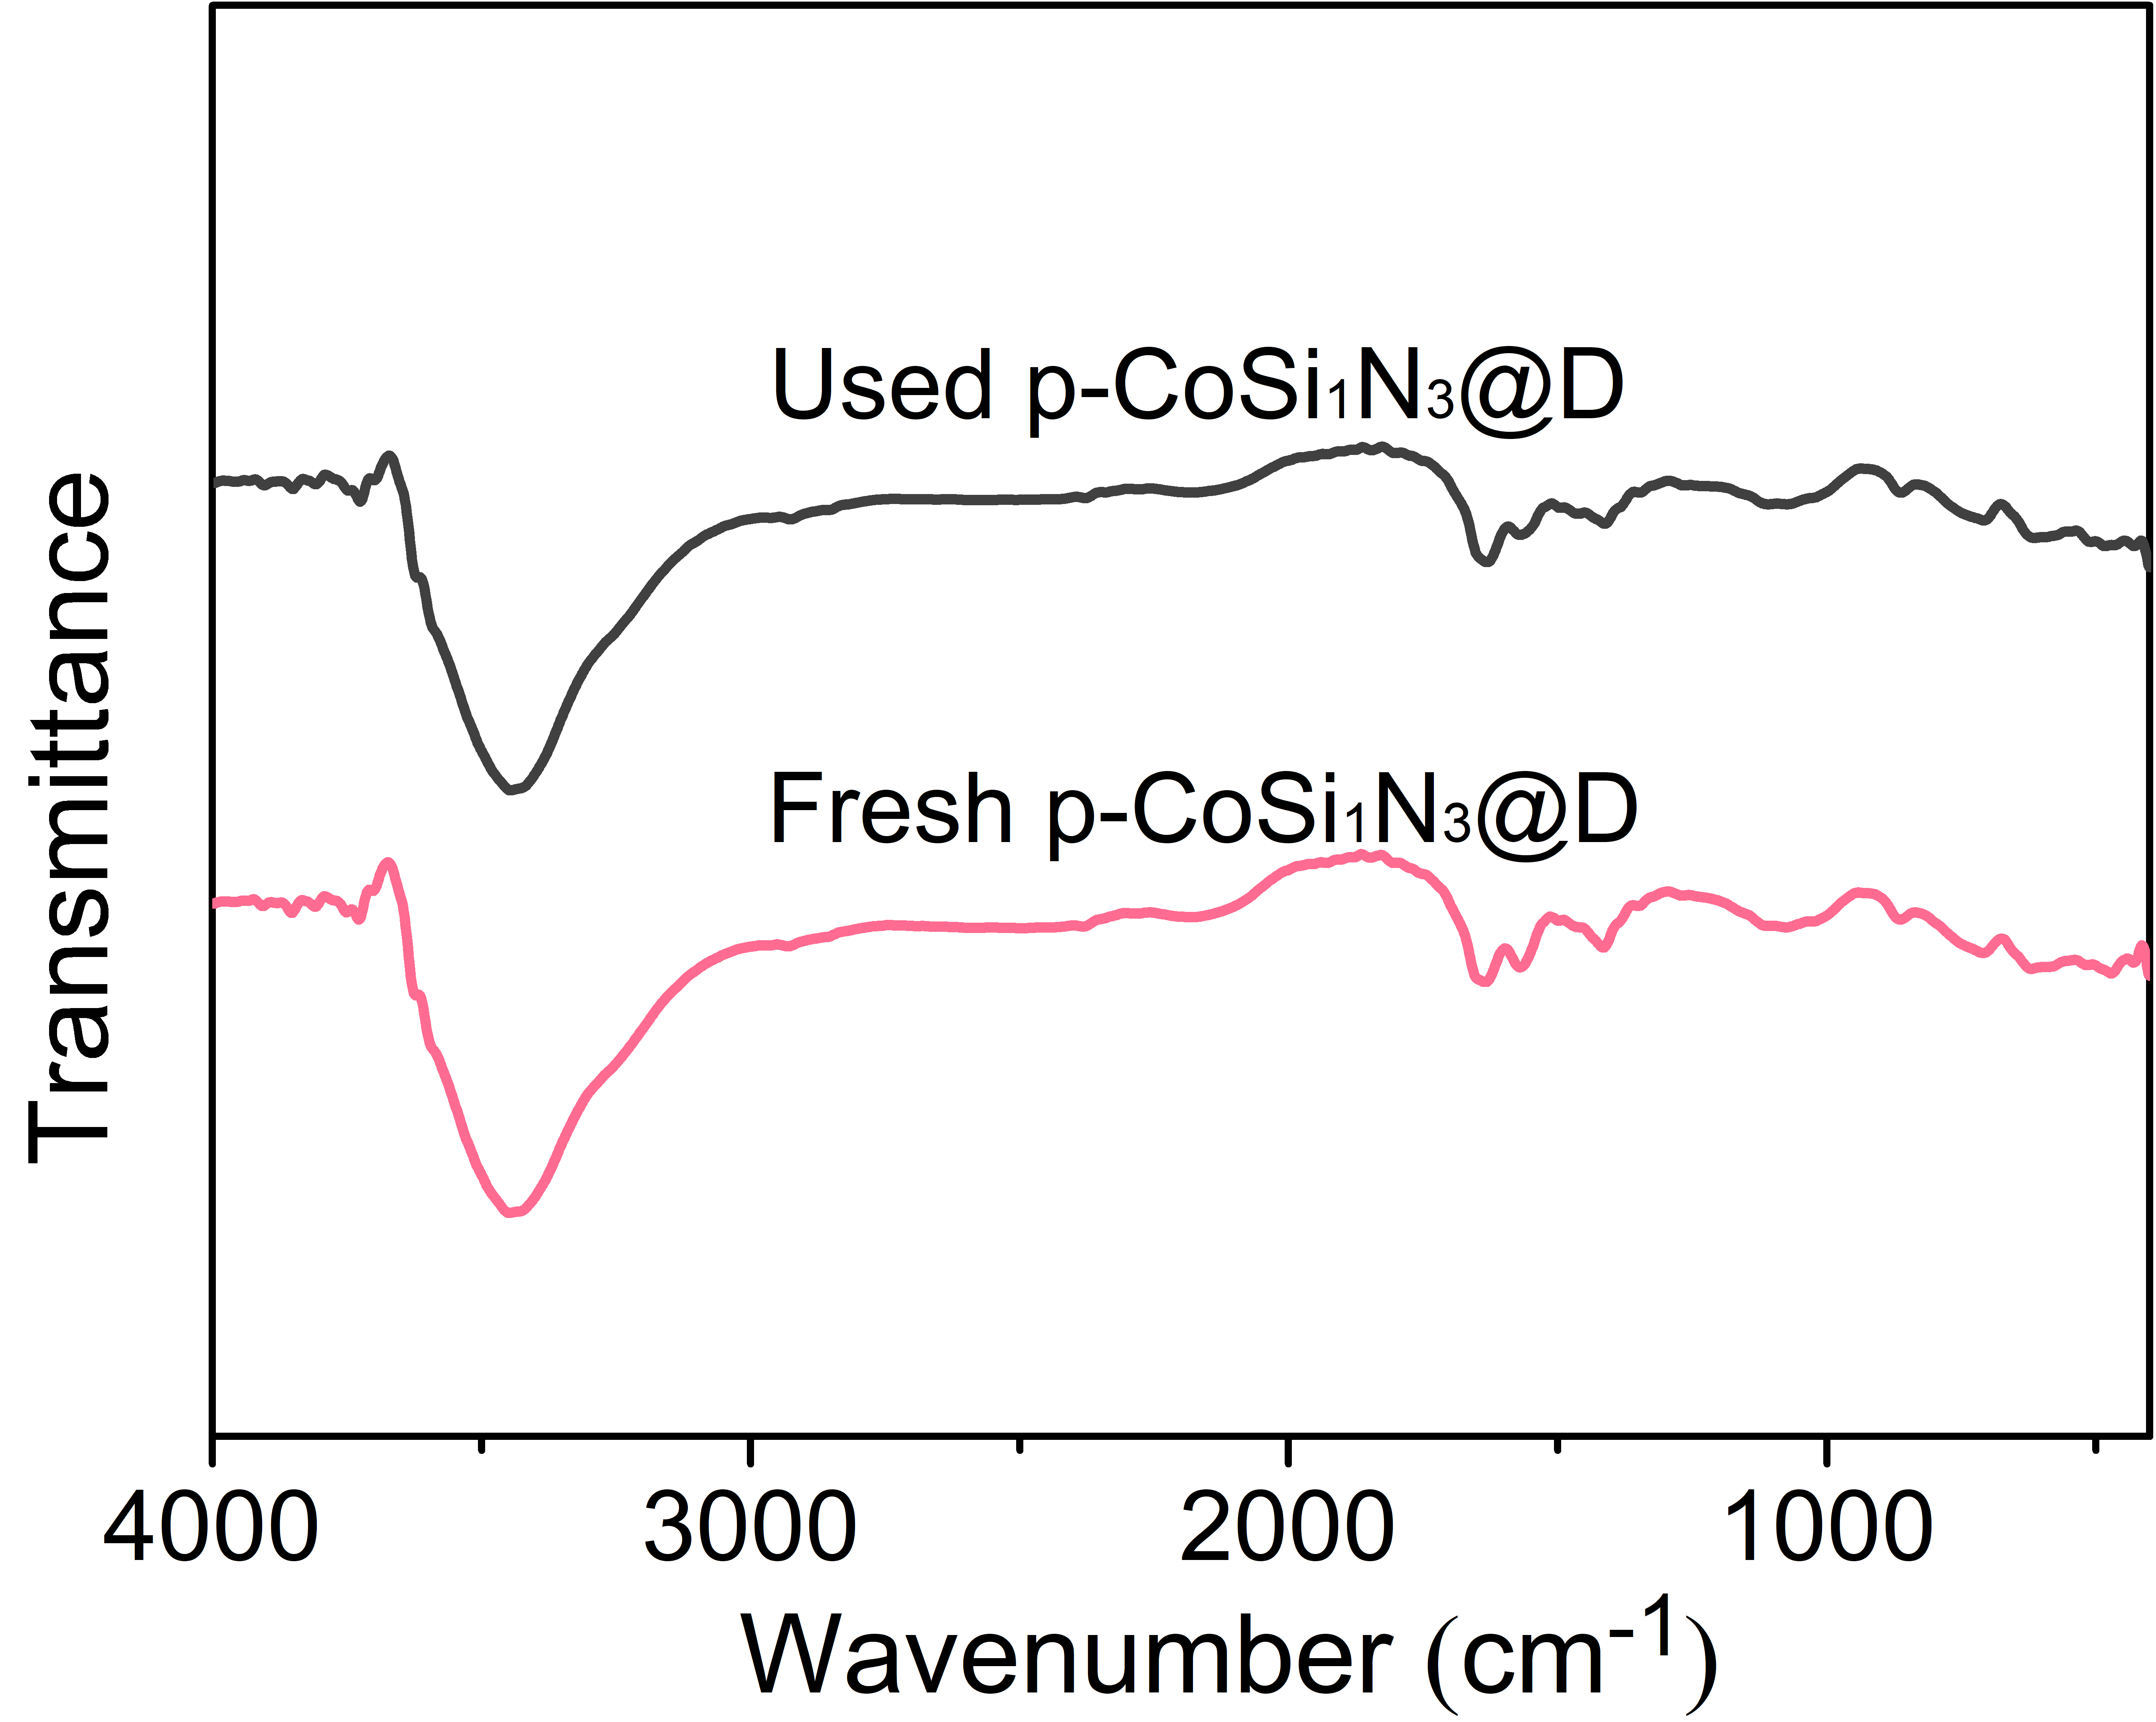 Transmittance
Used p-CoSi₁N₃@D
Fresh p-CoSi₁N₃@D
4000 3000 2000 1000
Wavenumber (cm⁻¹)